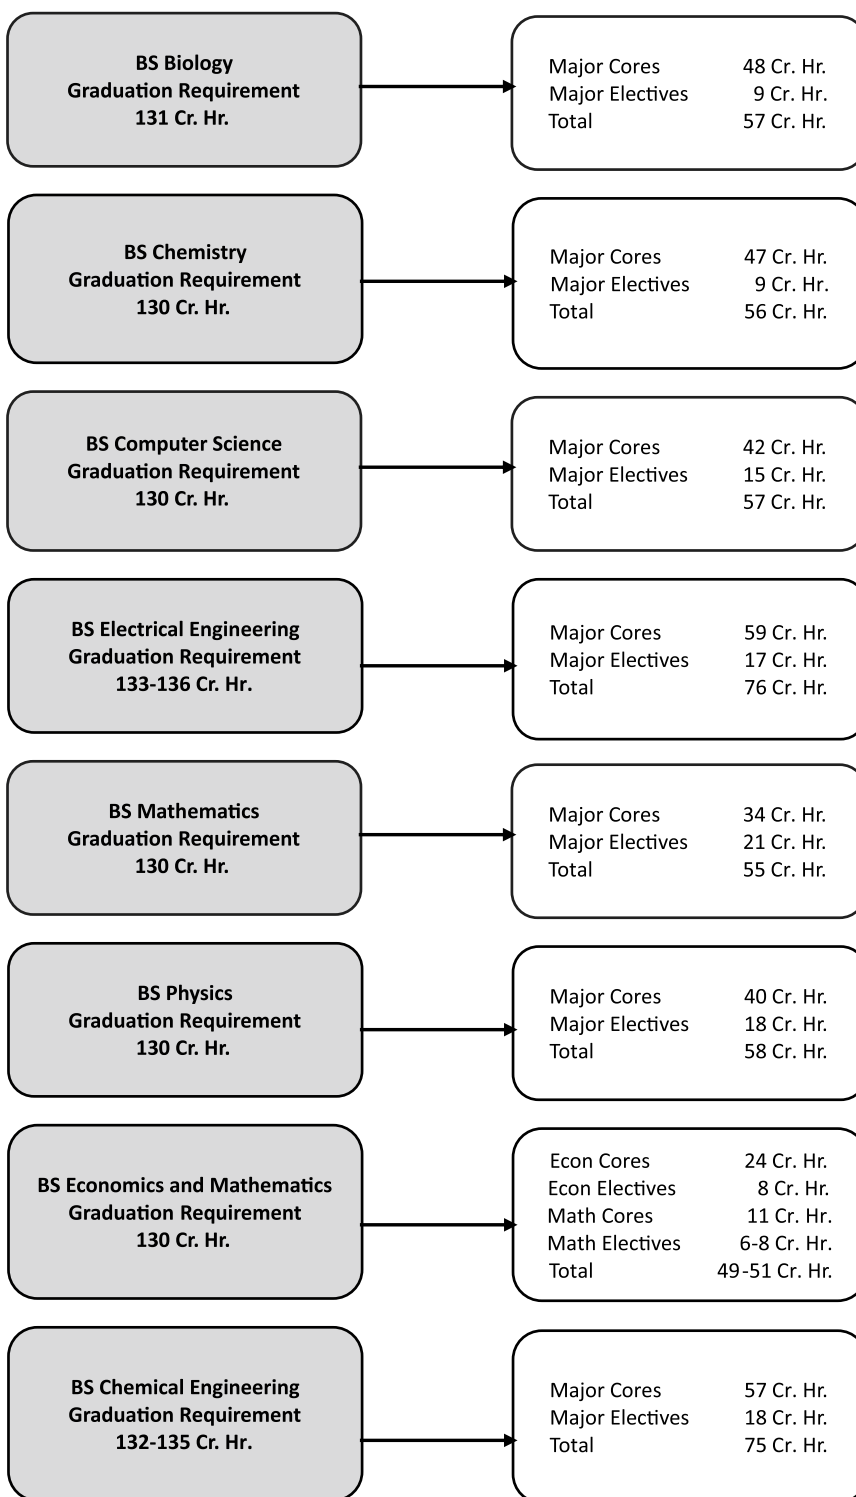 BS Biology
Graduation Requirement
131 Cr. Hr.
Major Cores 48 Cr. Hr.
Major Electives 9 Cr. Hr.
Total 57 Cr. Hr.
BS Chemistry
Graduation Requirement
130 Cr. Hr.
Major Cores 47 Cr. Hr.
Major Electives 9 Cr. Hr.
Total 56 Cr. Hr.
BS Computer Science
Graduation Requirement
130 Cr. Hr.
Major Cores 42 Cr. Hr.
Major Electives 15 Cr. Hr.
Total 57 Cr. Hr.
BS Electrical Engineering
Graduation Requirement
133-136 Cr. Hr.
Major Cores 59 Cr. Hr.
Major Electives 17 Cr. Hr.
Total 76 Cr. Hr.
BS Mathematics
Graduation Requirement
130 Cr. Hr.
Major Cores 34 Cr. Hr.
Major Electives 21 Cr. Hr.
Total 55 Cr. Hr.
BS Physics
Graduation Requirement
130 Cr. Hr.
Major Cores 40 Cr. Hr.
Major Electives 18 Cr. Hr.
Total 58 Cr. Hr.
BS Economics and Mathematics
Graduation Requirement
130 Cr. Hr.
Econ Cores 24 Cr. Hr.
Econ Electives 8 Cr. Hr.
Math Cores 11 Cr. Hr.
Math Electives 6-8 Cr. Hr.
Total 49-51 Cr. Hr.
BS Chemical Engineering
Graduation Requirement
132-135 Cr. Hr.
Major Cores 57 Cr. Hr.
Major Electives 18 Cr. Hr.
Total 75 Cr. Hr.